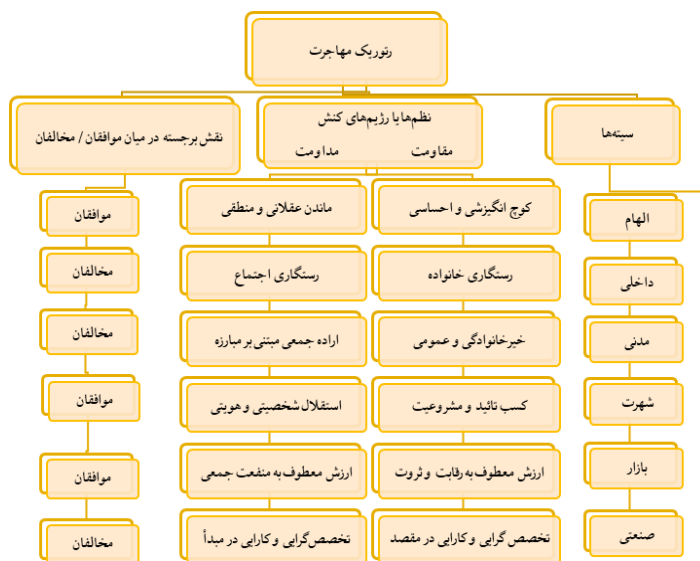 رتوریک مهاجرت
سیته‌ها
نظم‌ها یا رژیم‌های کنش
مقاومت مداومت
نقش برجسته در میان موافقان / مخالفان
الهام
کوچ انگیزشی و احساسی
ماندن عقلانی و منطقی
موافقان
داخلی
رستگاری خانواده
رستگاری اجتماع
مخالفان
مدنی
خیرخانوادگی و عمومی
اراده جمعی مبتنی بر مبارزه
مخالفان
شهرت
کسب تائید و مشروعیت
استقلال شخصیتی و هویتی
موافقان
بازار
ارزش معطوف به رقابت و ثروت
ارزش معطوف به منفعت جمعی
موافقان
صنعتی
تخصص گرایی و کارایی در مقصد
تخصص‌گرایی و کارایی در مبدأ
مخالفان